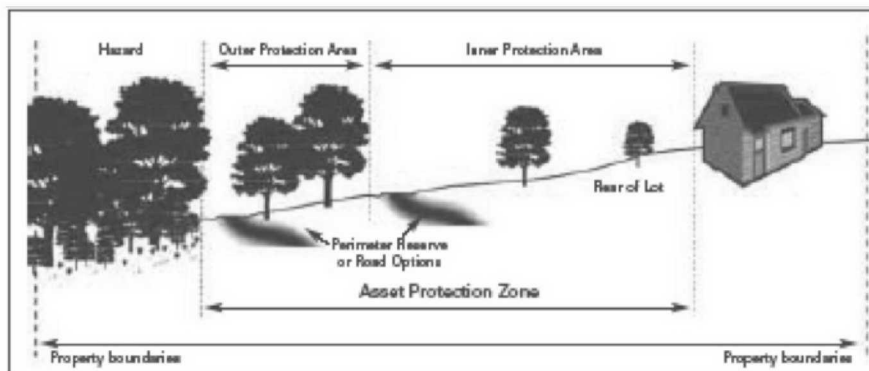 Hazard
Outer Protection Area
Inner Protection Area
Rear of Lot
Perimeter Reserve
or Road Options
Asset Protection Zone
Property boundaries
Property boundaries